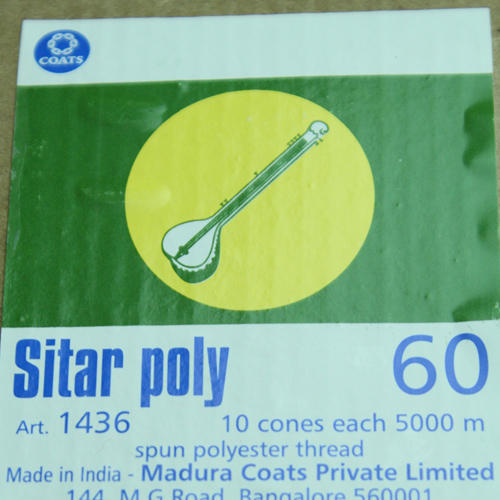 COATS
Sitar poly 60
Art. 1436 10 cones each 5000 m
spun polyester thread
Made in India - Madura Coats Private Limited
144, M G Road, Bangalore 560001